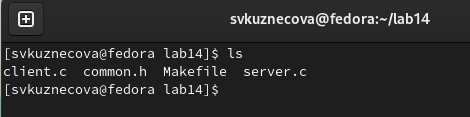 svkuznecova@fedora:~/lab14
[svkuznecova@fedora lab14]$ ls
client.c  common.h  Makefile  server.c
[svkuznecova@fedora lab14]$